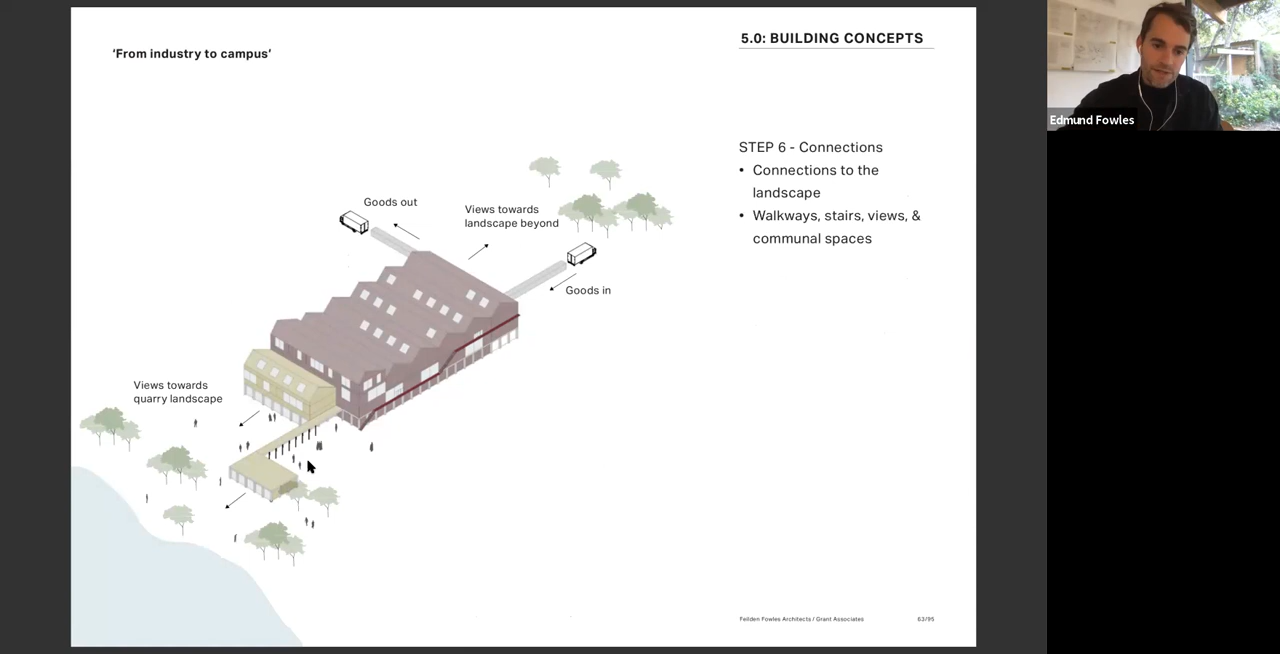 'From industry to campus'
5.0: BUILDING CONCEPTS
Edmund Fowles
STEP 6 - Connections
• Connections to the
landscape
• Walkways, stairs, views, &
communal spaces
Goods out
Views towards
landscape beyond
Goods in
Views towards
quarry landscape
Feilden Fowles Architects / Grant Associates
63/95